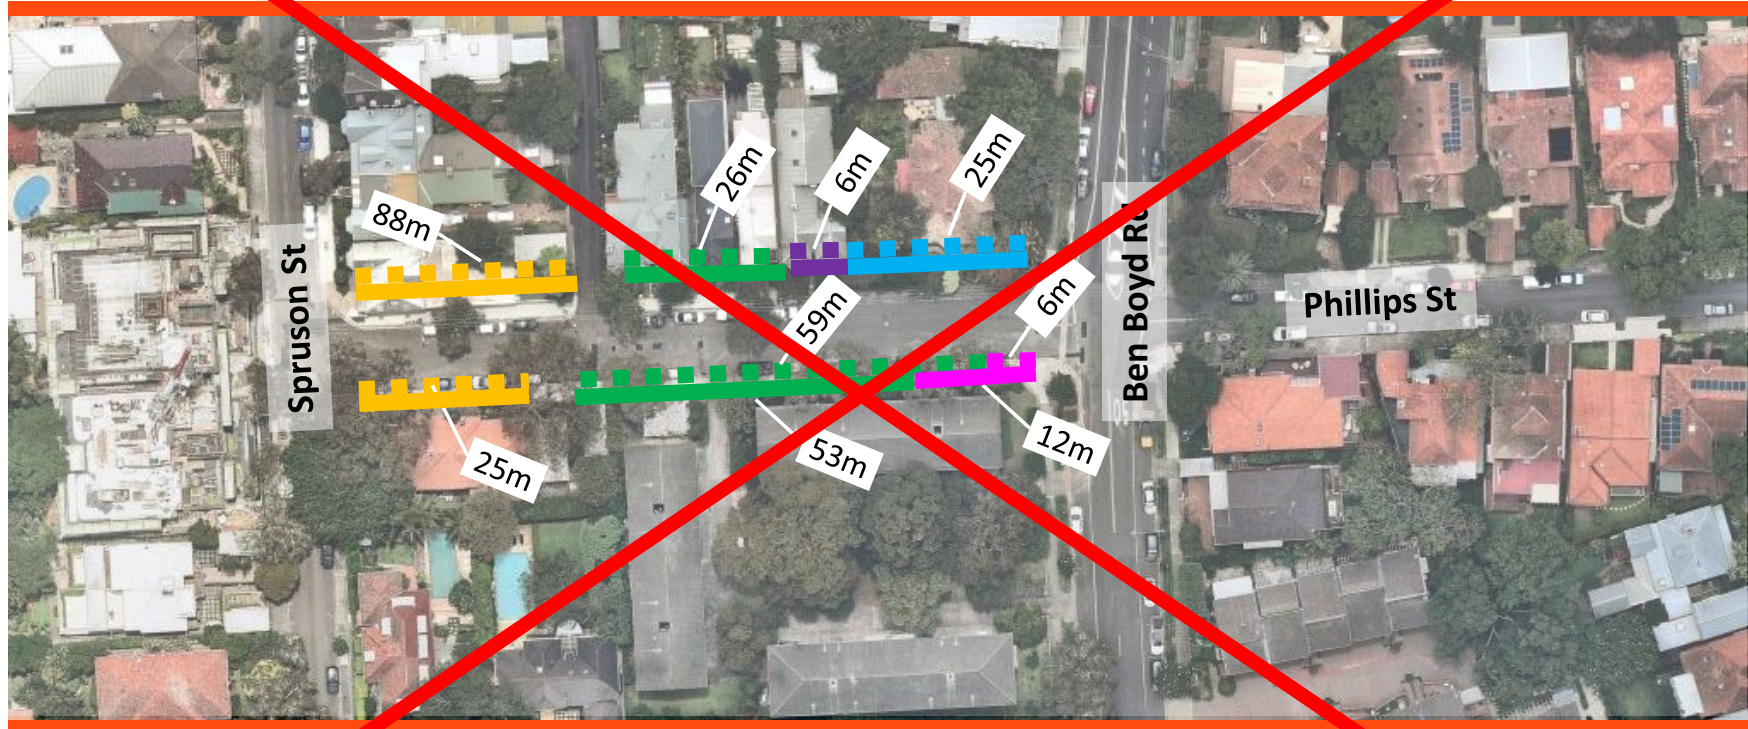 26m
6m
25m
88m
Spruson St
Ben Boyd Rd
Phillips St
59m
6m
25m
53m
12m